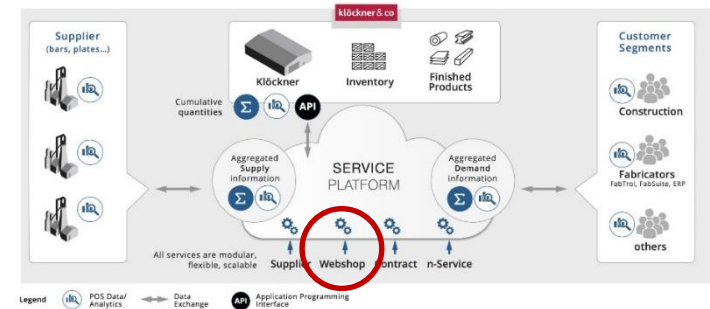 klöckner & co
Supplier
(bars, plates...)
Klöckner
Inventory
Finished
Products
Customer
Segments
Cumulative
quantities
Σ
API
Construction
Aggregated
Supply
information
Σ
SERVICE
PLATFORM
Aggregated
Demand
information
Σ
Fabricators
FabTrol, FabSuite, ERP
All services are modular,
flexible, scalable
Supplier Webshop Contract n-Service
others
Legend POS Data/
Analytics
Data
Exchange
API Application Programming
Interface